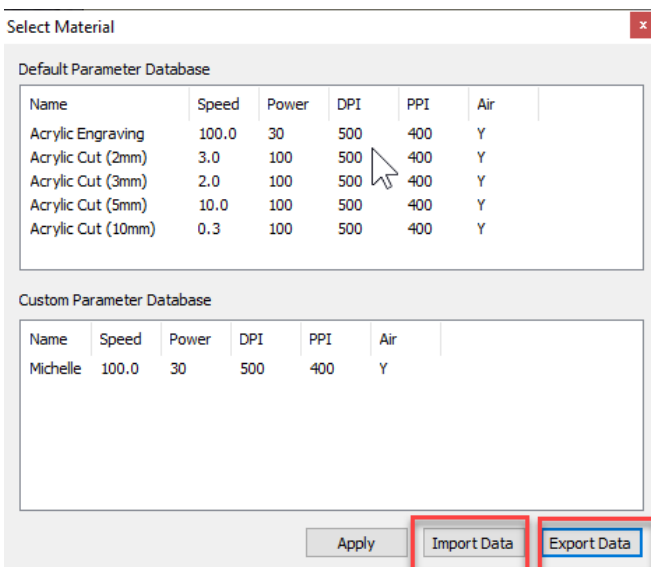 Select Material
x
Default Parameter Database
Name Speed Power DPI PPI Air
Acrylic Engraving 100.0 30 500 400 Y
Acrylic Cut (2mm) 3.0 100 500 400 Y
Acrylic Cut (3mm) 2.0 100 500 400 Y
Acrylic Cut (5mm) 10.0 100 500 400 Y
Acrylic Cut (10mm) 0.3 100 500 400 Y
Custom Parameter Database
Name Speed Power DPI PPI Air
Michelle 100.0 30 500 400 Y
Apply Import Data Export Data